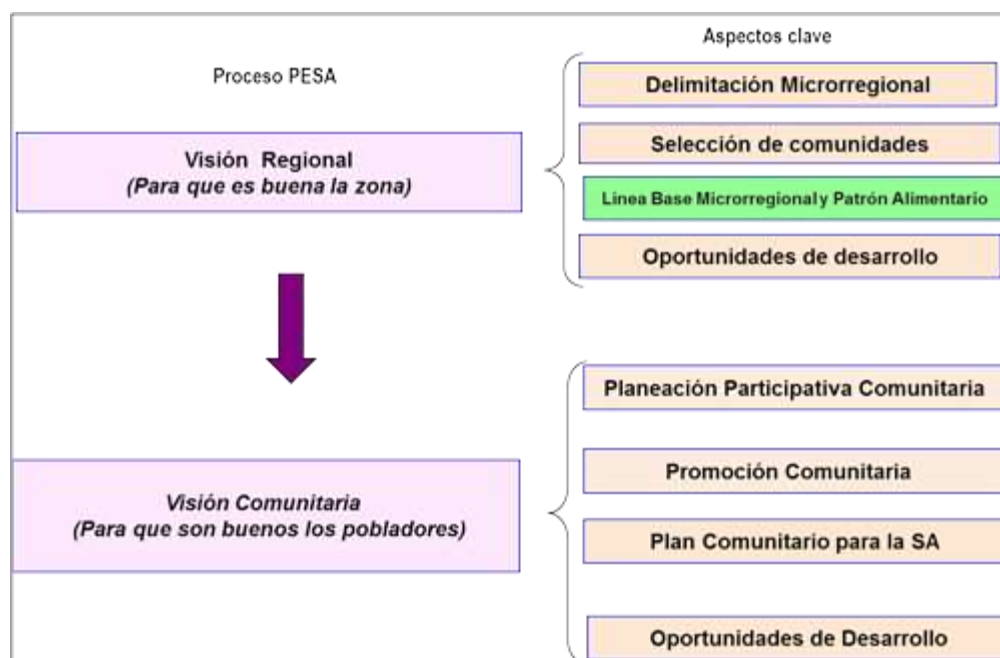 Aspectos clave
Proceso PESA
Delimitación Microrregional
Visión Regional
(Para que es buena la zona)
Selección de comunidades
Linea Base Microrregional y Patrón Alimentario
Oportunidades de desarrollo
Planeación Participativa Comunitaria
Promoción Comunitaria
Visión Comunitaria
(Para que son buenos los pobladores)
Plan Comunitario para la SA
Oportunidades de Desarrollo